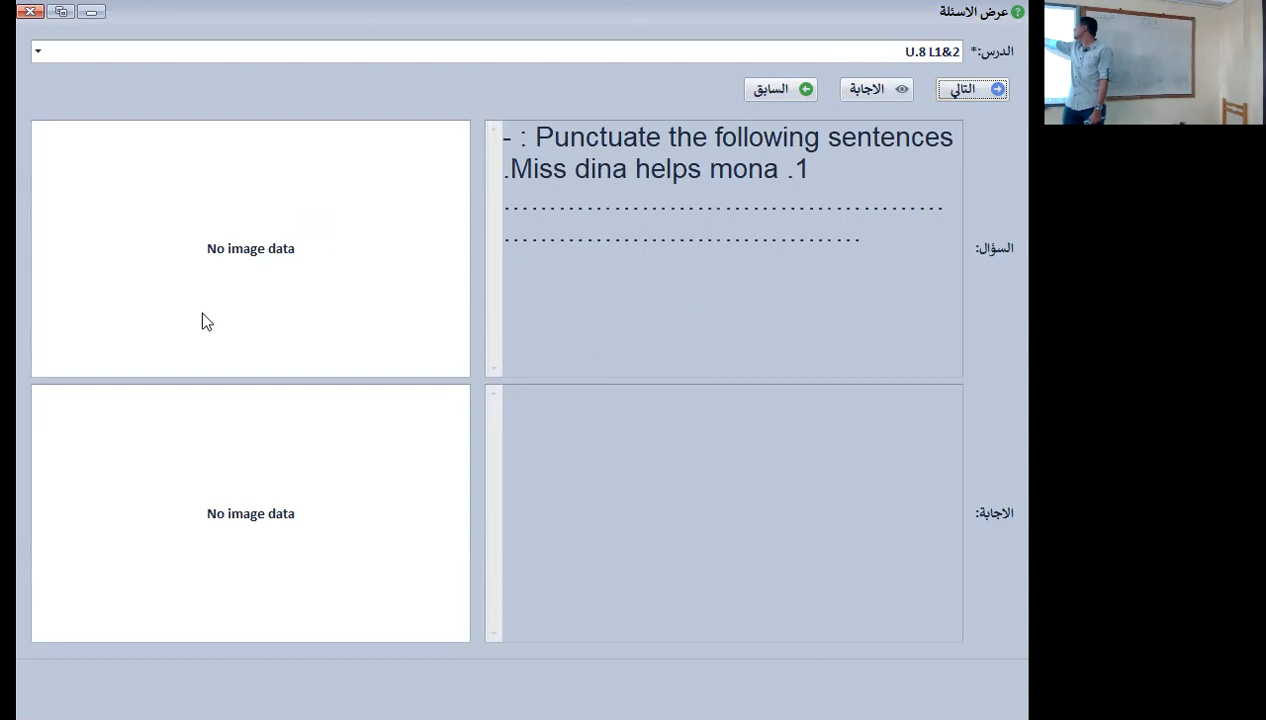 عرض الاسئلة
الدرس:*
U.8 L1&2
التالي
الاجابة
السابق
- : Punctuate the following sentences
.Miss dina helps mona .1
...............................................
......................................
No image data
السؤال:
No image data
الاجابة: